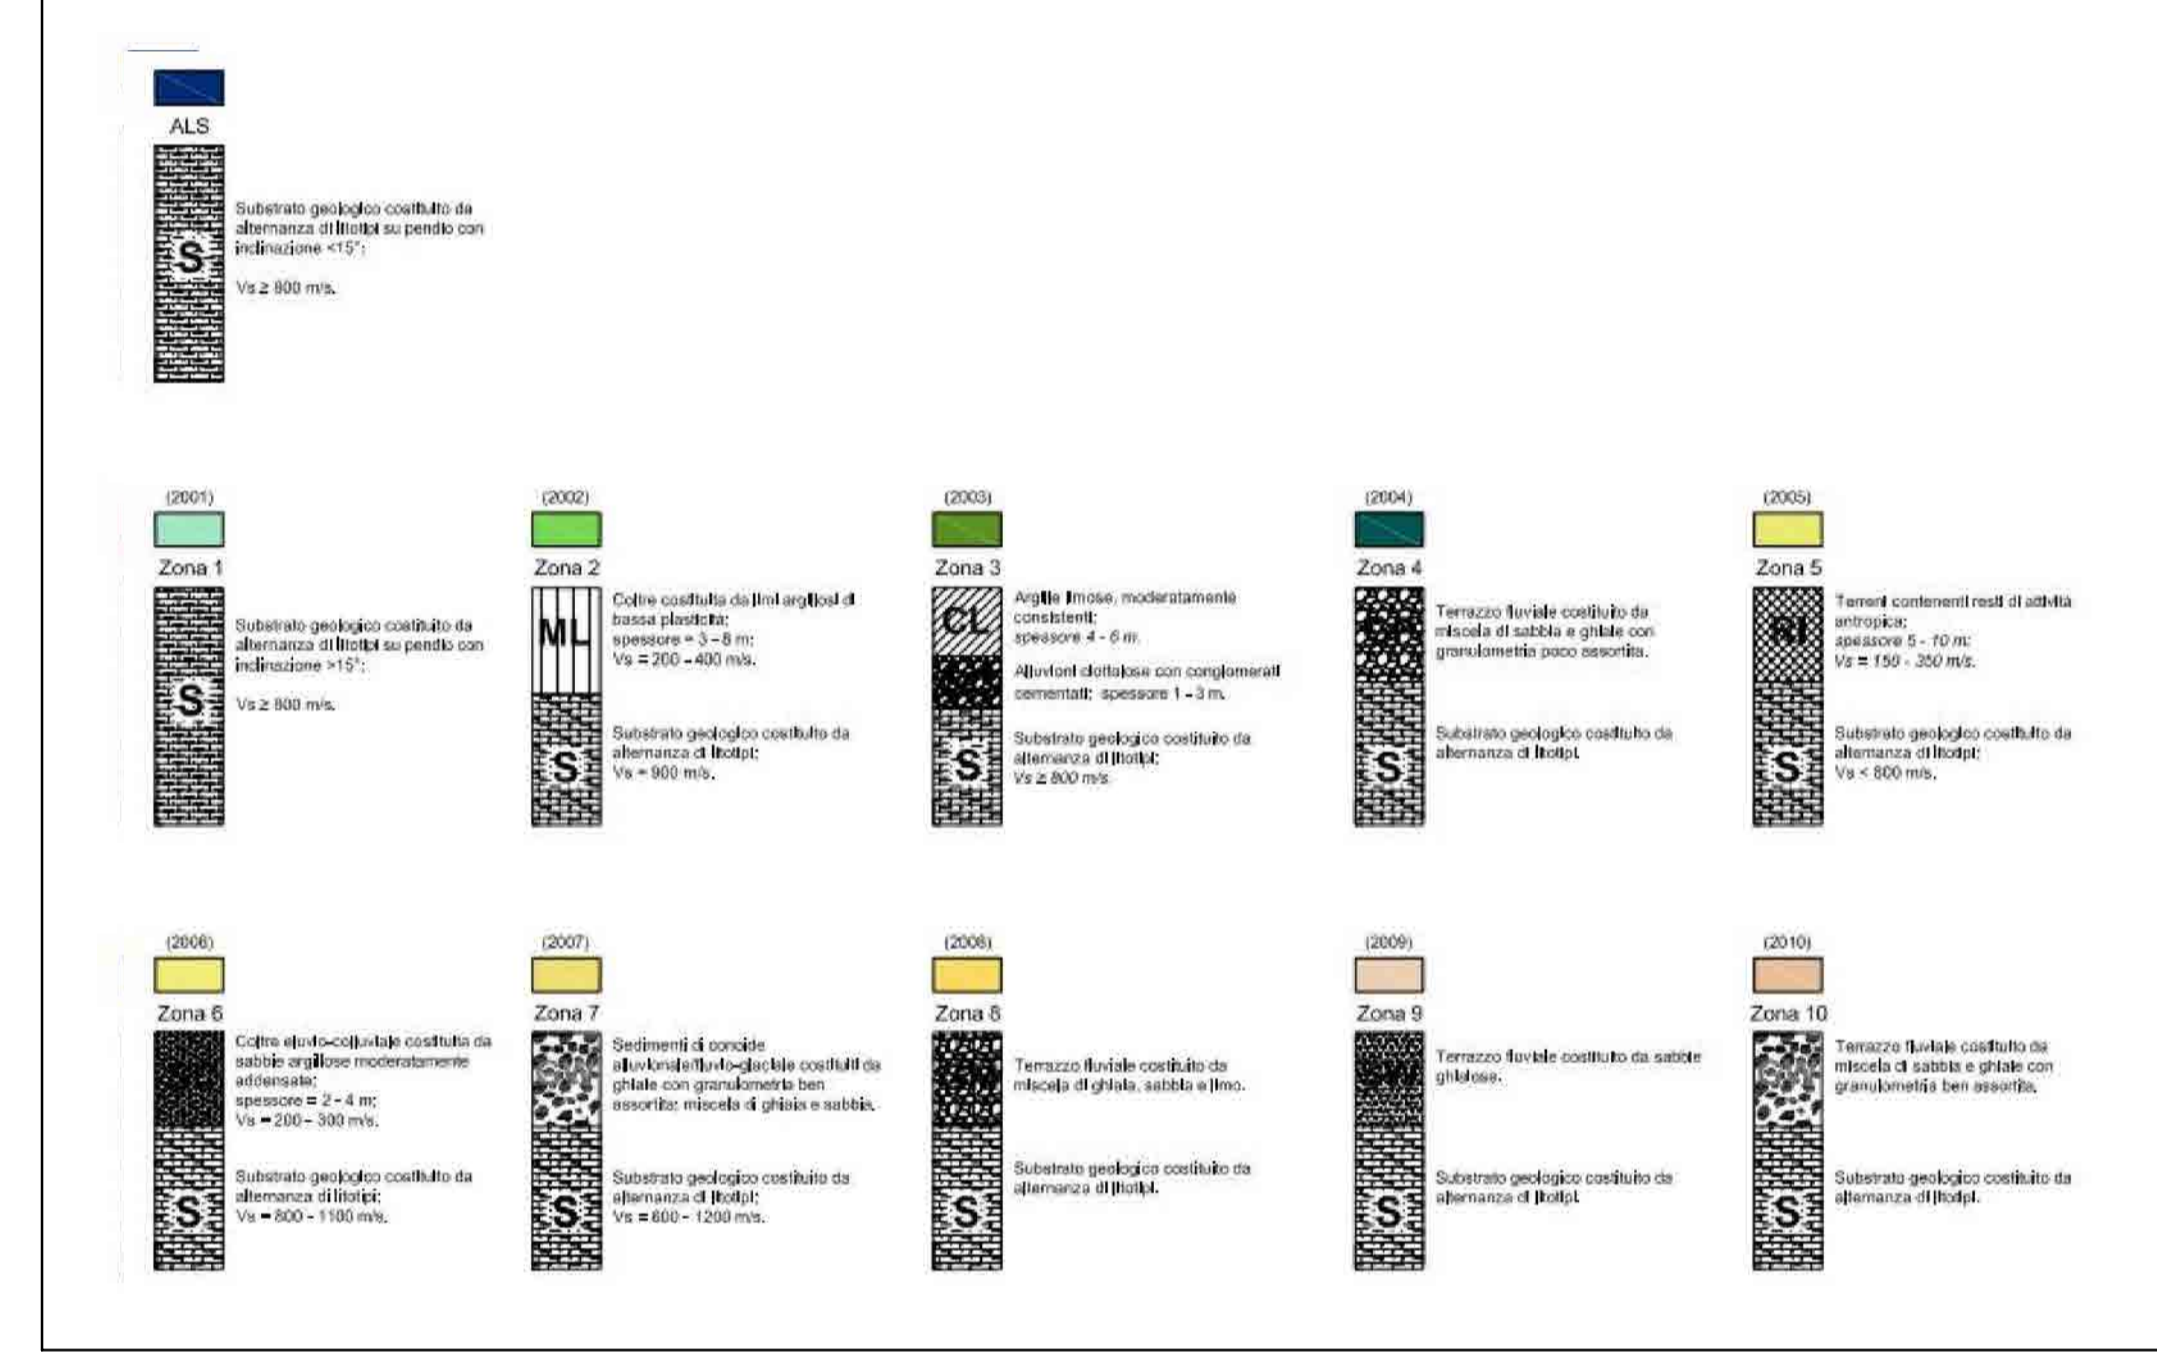 ALS
S
Substrato geologico costituito da
alternanza di litotipi su pendio con
inclinazione <15°;
Vs ≥ 800 m/s.
(2001)
Zona 1
S
Substrato geologico costituito da
alternanza di litotipi su pendio con
inclinazione >15°;
Vs ≥ 800 m/s.
(2002)
Zona 2
ML
Coltre costituita da limi argillosi di
bassa plasticità;
spessore = 3 – 8 m;
Vs = 200 – 400 m/s.
S
Substrato geologico costituito da
alternanza di litotipi;
Vs = 900 m/s.
(2003)
Zona 3
CL
Argille limose, moderatamente
consistenti;
spessore 4 - 6 m.
Alluvioni ciottolose con conglomerati
cementati; spessore 1 – 3 m.
S
Substrato geologico costituito da
alternanza di litotipi;
Vs ≥ 800 m/s
(2004)
Zona 4
Terrazzo fluviale costituito da
miscela di sabbia e ghiaie con
granulometria poco assortita.
S
Substrato geologico costituito da
alternanza di litotipi.
(2005)
Zona 5
RI
Terreni contenenti resti di attività
antropica;
spessore 5 - 10 m;
Vs = 150 - 350 m/s.
S
Substrato geologico costituito da
alternanza di litotipi;
Vs < 800 m/s.
(2006)
Zona 6
Coltre eluvio-colluviale costituita da
sabbie argillose moderatamente
addensate;
spessore = 2 - 4 m;
Vs = 200 – 300 m/s.
S
Substrato geologico costituito da
alternanza di litotipi;
Vs = 800 - 1100 m/s.
(2007)
Zona 7
Sedimenti di conoide
alluvionale/fluvio-glaciale costituiti da
ghiaie con granulometria ben
assortita; miscela di ghiaia e sabbia.
S
Substrato geologico costituito da
alternanza di litotipi;
Vs = 600 - 1200 m/s.
(2008)
Zona 8
Terrazzo fluviale costituito da
miscela di ghiaia, sabbia e limo.
S
Substrato geologico costituito da
alternanza di litotipi.
(2009)
Zona 9
Terrazzo fluviale costituito da sabbie
ghiaiose.
S
Substrato geologico costituito da
alternanza di litotipi.
(2010)
Zona 10
Terrazzo fluviale costituito da
miscela di sabbia e ghiaie con
granulometria ben assortita.
S
Substrato geologico costituito da
alternanza di litotipi.